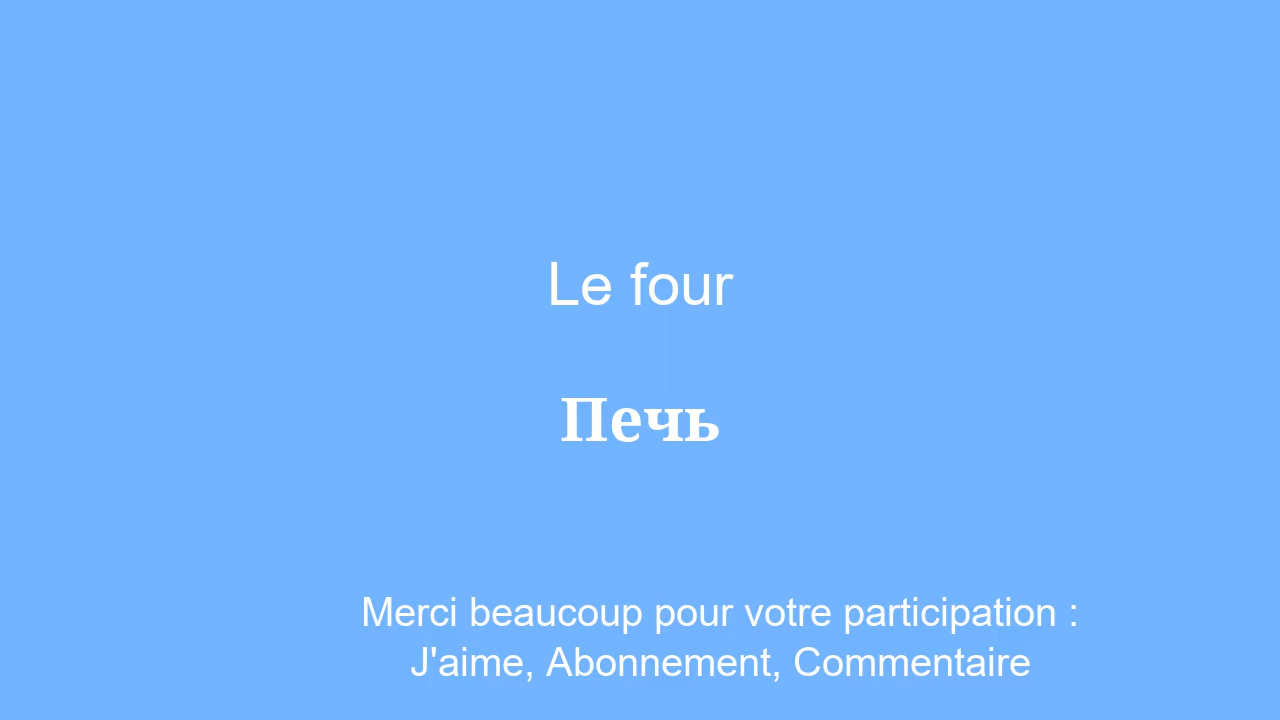 Le four
Печь
Merci beaucoup pour votre participation :
J'aime, Abonnement, Commentaire